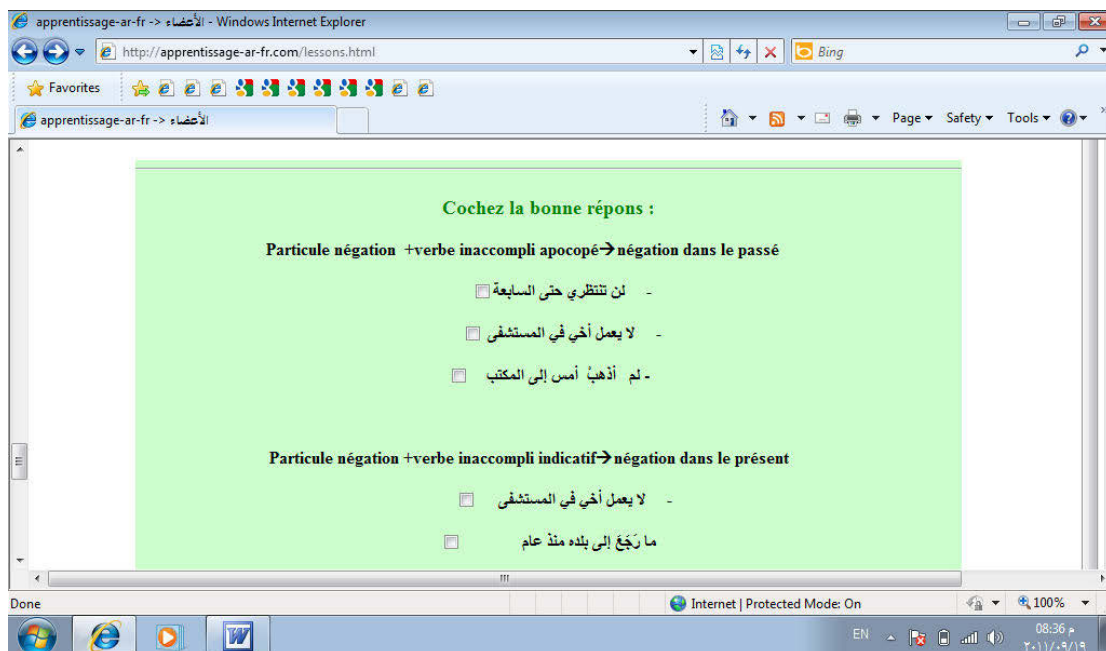 apprentissage-ar-fr -> الأعضاء - Windows Internet Explorer
http://apprentissage-ar-fr.com/lessons.html
Bing
Favorites
apprentissage-ar-fr -> الأعضاء
Page Safety Tools
Cochez la bonne répons :
Particule négation +verbe inaccompli apocopé→négation dans le passé
- لن تنتظري حتى السابعة
- لا يعمل أخي في المستشفى
- لم أذهبُ أمس إلى المكتب
Particule négation +verbe inaccompli indicatif→négation dans le présent
- لا يعمل أخي في المستشفى
ما رَجَعَ إلى بلده منذ عام
Done
Internet | Protected Mode: On
100%
EN
08:36 م
٢٠١١/٠٩/١٩